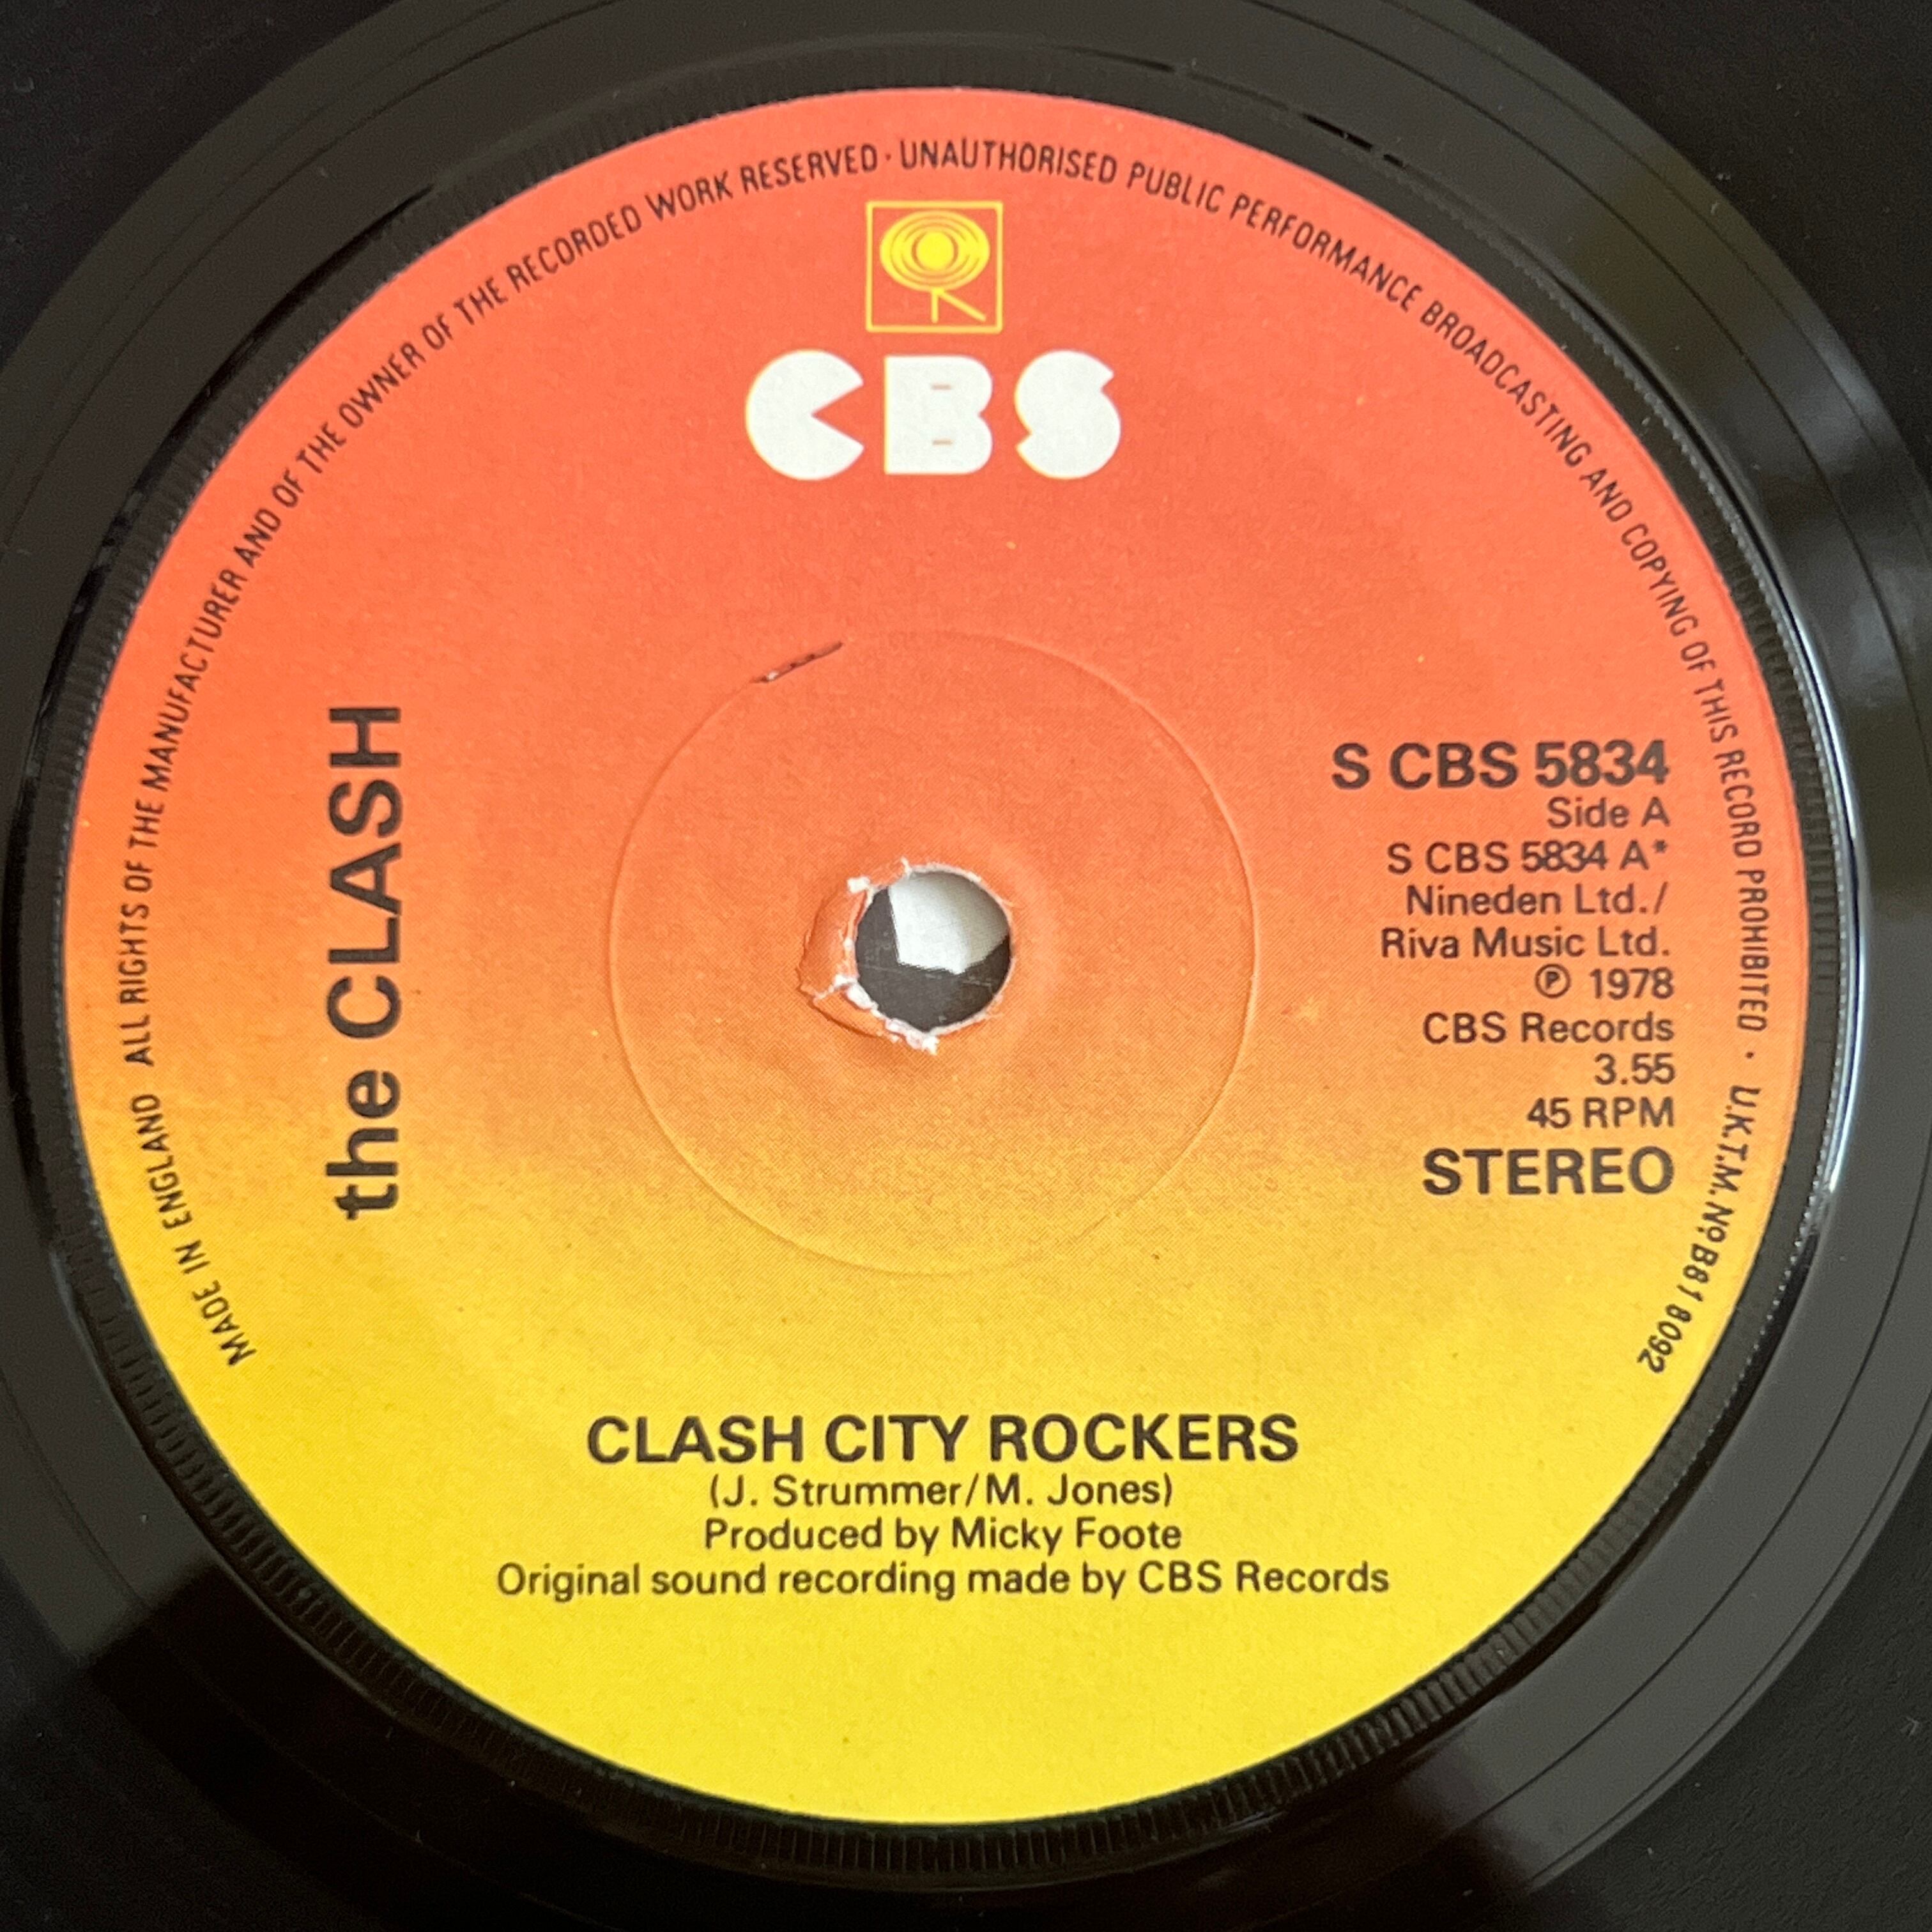 MADE IN ENGLAND ALL RIGHTS OF THE MANUFACTURER AND OF THE OWNER OF THE RECORDED WORK RESERVED · UNAUTHORISED PUBLIC PERFORMANCE BROADCASTING AND COPYING OF THIS RECORD PROHIBITED · U.K.T.M. No B818092
CBS
the CLASH
S CBS 5834
Side A
S CBS 5834 A*
Nineden Ltd./
Riva Music Ltd.
℗ 1978
CBS Records
3.55
45 RPM
STEREO
CLASH CITY ROCKERS
(J. Strummer/M. Jones)
Produced by Micky Foote
Original sound recording made by CBS Records